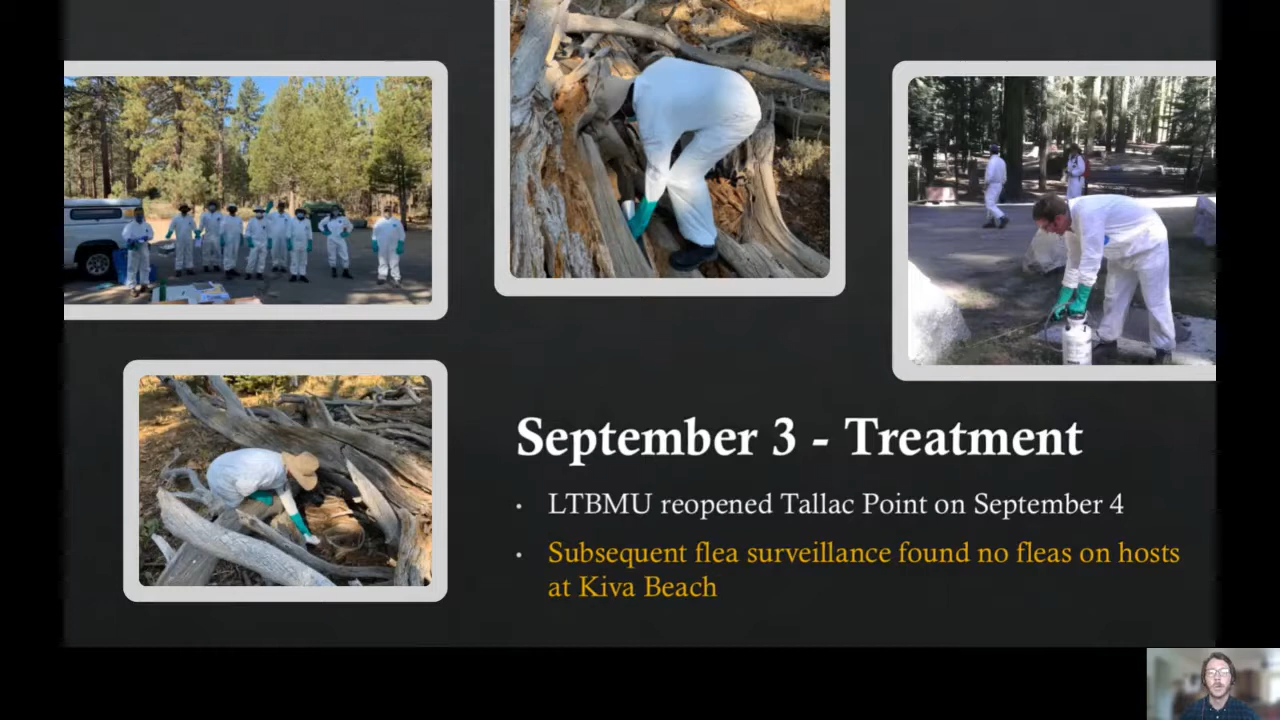 September 3 - Treatment
• LTBMU reopened Tallac Point on September 4
• Subsequent flea surveillance found no fleas on hosts
at Kiva Beach